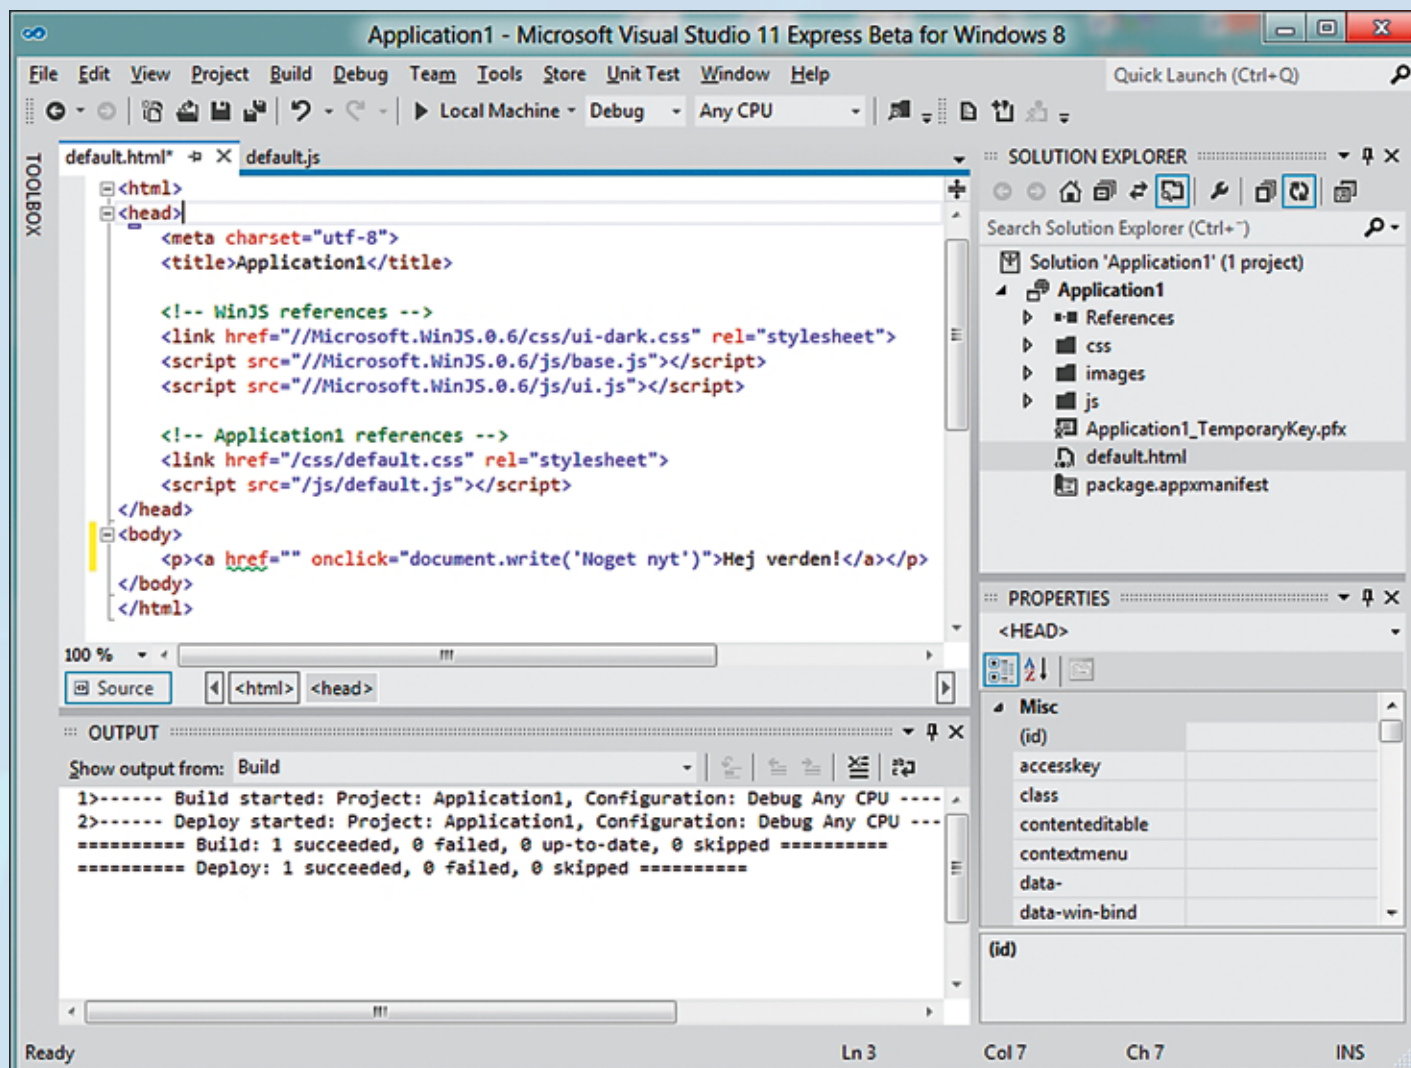 Application1 - Microsoft Visual Studio 11 Express Beta for Windows 8
File Edit View Project Build Debug Team Tools Store Unit Test Window Help Quick Launch (Ctrl+Q)
Local Machine Debug Any CPU
TOOLBOX
default.html* default.js
<html>
<head>
<meta charset="utf-8">
<title>Application1</title>
<!-- WinJS references -->
<link href="//Microsoft.WinJS.0.6/css/ui-dark.css" rel="stylesheet">
<script src="//Microsoft.WinJS.0.6/js/base.js"></script>
<script src="//Microsoft.WinJS.0.6/js/ui.js"></script>
<!-- Application1 references -->
<link href="/css/default.css" rel="stylesheet">
<script src="/js/default.js"></script>
</head>
<body>
<p><a href="" onclick="document.write('Noget nyt')">Hej verden!</a></p>
</body>
</html>
100 %
Source <html> <head>
OUTPUT
Show output from: Build
1>------ Build started: Project: Application1, Configuration: Debug Any CPU ----
2>------ Deploy started: Project: Application1, Configuration: Debug Any CPU ---
========== Build: 1 succeeded, 0 failed, 0 up-to-date, 0 skipped ==========
========== Deploy: 1 succeeded, 0 failed, 0 skipped ==========
SOLUTION EXPLORER
Search Solution Explorer (Ctrl+¨)
Solution 'Application1' (1 project)
Application1
References
css
images
js
Application1_TemporaryKey.pfx
default.html
package.appxmanifest
PROPERTIES
<HEAD>
Misc
(id)
accesskey
class
contenteditable
contextmenu
data-
data-win-bind
(id)
Ready Ln 3 Col 7 Ch 7 INS